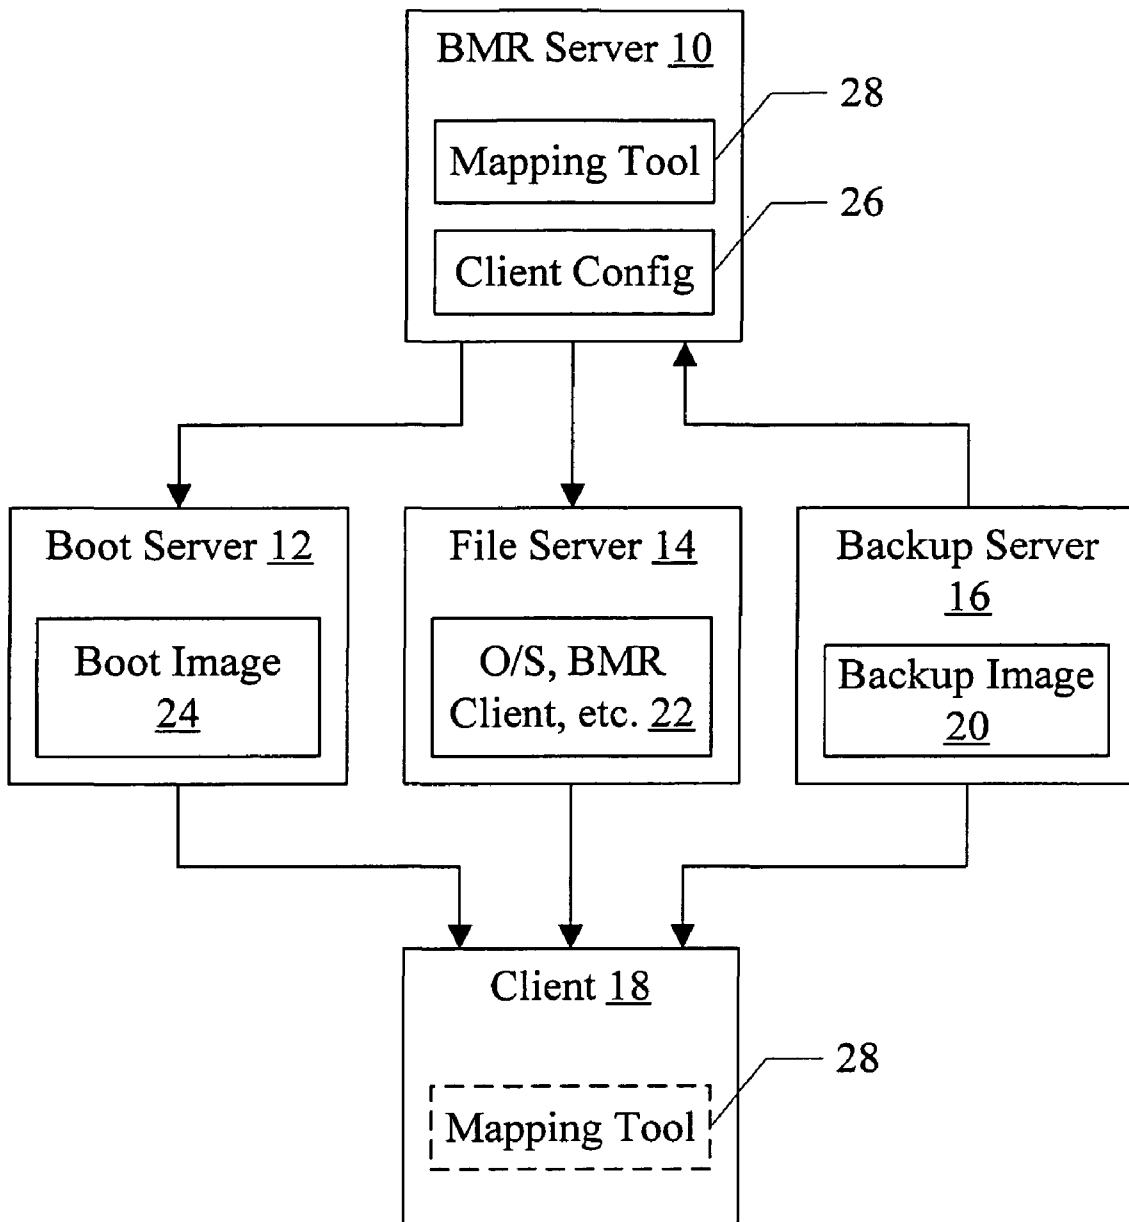 BMR Server 10
28
Mapping Tool
26
Client Config
Boot Server 12
Boot Image
24
File Server 14
O/S, BMR
Client, etc. 22
Backup Server
16
Backup Image
20
Client 18
28
Mapping Tool